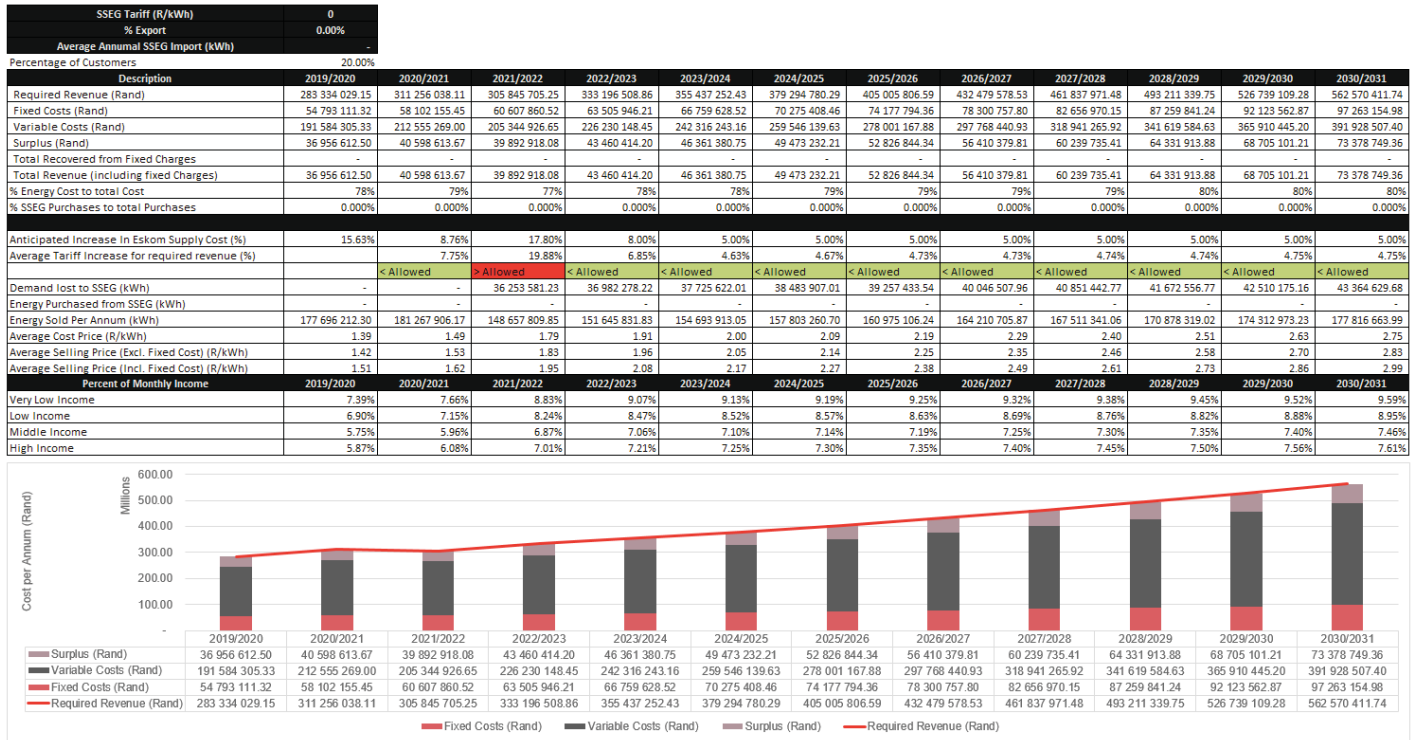 SSEG Tariff (R/kWh) 0
% Export 0.00%
Average Annumal SSEG Import (kWh) -
Percentage of Customers 20.00%
Description 2019/2020 2020/2021 2021/2022 2022/2023 2023/2024 2024/2025 2025/2026 2026/2027 2027/2028 2028/2029 2029/2030 2030/2031
Required Revenue (Rand) 283 334 029.15 311 256 038.11 305 845 705.25 333 196 508.86 355 437 252.43 379 294 780.29 405 005 806.59 432 479 578.53 461 837 971.48 493 211 339.75 526 739 109.28 562 570 411.74
Fixed Costs (Rand) 54 793 111.32 58 102 155.45 60 607 860.52 63 505 946.21 66 759 628.52 70 275 408.46 74 177 794.36 78 300 757.80 82 656 970.15 87 259 841.24 92 123 562.87 97 263 154.98
Variable Costs (Rand) 191 584 305.33 212 555 269.00 205 344 926.65 226 230 148.45 242 316 243.16 259 546 139.63 278 001 167.88 297 768 440.93 318 941 265.92 341 619 584.63 365 910 445.20 391 928 507.40
Surplus (Rand) 36 956 612.50 40 598 613.67 39 892 918.08 43 460 414.20 46 361 380.75 49 473 232.21 52 826 844.34 56 410 379.81 60 239 735.41 64 331 913.88 68 705 101.21 73 378 749.36
Total Recovered from Fixed Charges - - - - - - - - - - - -
Total Revenue (including fixed Charges) 36 956 612.50 40 598 613.67 39 892 918.08 43 460 414.20 46 361 380.75 49 473 232.21 52 826 844.34 56 410 379.81 60 239 735.41 64 331 913.88 68 705 101.21 73 378 749.36
% Energy Cost to total Cost 78% 79% 77% 78% 78% 79% 79% 79% 79% 80% 80% 80%
% SSEG Purchases to total Purchases 0.000% 0.000% 0.000% 0.000% 0.000% 0.000% 0.000% 0.000% 0.000% 0.000% 0.000% 0.000%
Anticipated Increase In Eskom Supply Cost (%) 15.63% 8.76% 17.80% 8.00% 5.00% 5.00% 5.00% 5.00% 5.00% 5.00% 5.00% 5.00%
Average Tariff Increase for required revenue (%) 7.75% 19.88% 6.85% 4.63% 4.67% 4.73% 4.73% 4.74% 4.74% 4.75% 4.75%
< Allowed > Allowed < Allowed < Allowed < Allowed < Allowed < Allowed < Allowed < Allowed < Allowed < Allowed
Demand lost to SSEG (kWh) - - 36 253 581.23 36 982 278.22 37 725 622.01 38 483 907.01 39 257 433.54 40 046 507.96 40 851 442.77 41 672 556.77 42 510 175.16 43 364 629.68
Energy Purchased from SSEG (kWh) - - - - - - - - - - - -
Energy Sold Per Annum (kWh) 177 696 212.30 181 267 906.17 148 657 809.85 151 645 831.83 154 693 913.05 157 803 260.70 160 975 106.24 164 210 705.87 167 511 341.06 170 878 319.02 174 312 973.23 177 816 663.99
Average Cost Price (R/kWh) 1.39 1.49 1.79 1.91 2.00 2.09 2.19 2.29 2.40 2.51 2.63 2.75
Average Selling Price (Excl. Fixed Cost) (R/kWh) 1.42 1.53 1.83 1.96 2.05 2.14 2.25 2.35 2.46 2.58 2.70 2.83
Average Selling Price (Incl. Fixed Cost) (R/kWh) 1.51 1.62 1.95 2.08 2.17 2.27 2.38 2.49 2.61 2.73 2.86 2.99
Percent of Monthly Income 2019/2020 2020/2021 2021/2022 2022/2023 2023/2024 2024/2025 2025/2026 2026/2027 2027/2028 2028/2029 2029/2030 2030/2031
Very Low Income 7.39% 7.66% 8.83% 9.07% 9.13% 9.19% 9.25% 9.32% 9.38% 9.45% 9.52% 9.59%
Low Income 6.90% 7.15% 8.24% 8.47% 8.52% 8.57% 8.63% 8.69% 8.76% 8.82% 8.88% 8.95%
Middle Income 5.75% 5.96% 6.87% 7.06% 7.10% 7.14% 7.19% 7.25% 7.30% 7.35% 7.40% 7.46%
High Income 5.87% 6.08% 7.01% 7.21% 7.25% 7.30% 7.35% 7.40% 7.45% 7.50% 7.56% 7.61%
Cost per Annum (Rand)
Millions
600.00
500.00
400.00
300.00
200.00
100.00
-
2019/2020 2020/2021 2021/2022 2022/2023 2023/2024 2024/2025 2025/2026 2026/2027 2027/2028 2028/2029 2029/2030 2030/2031
Surplus (Rand) 36 956 612.50 40 598 613.67 39 892 918.08 43 460 414.20 46 361 380.75 49 473 232.21 52 826 844.34 56 410 379.81 60 239 735.41 64 331 913.88 68 705 101.21 73 378 749.36
Variable Costs (Rand) 191 584 305.33 212 555 269.00 205 344 926.65 226 230 148.45 242 316 243.16 259 546 139.63 278 001 167.88 297 768 440.93 318 941 265.92 341 619 584.63 365 910 445.20 391 928 507.40
Fixed Costs (Rand) 54 793 111.32 58 102 155.45 60 607 860.52 63 505 946.21 66 759 628.52 70 275 408.46 74 177 794.36 78 300 757.80 82 656 970.15 87 259 841.24 92 123 562.87 97 263 154.98
Required Revenue (Rand) 283 334 029.15 311 256 038.11 305 845 705.25 333 196 508.86 355 437 252.43 379 294 780.29 405 005 806.59 432 479 578.53 461 837 971.48 493 211 339.75 526 739 109.28 562 570 411.74
Fixed Costs (Rand) Variable Costs (Rand) Surplus (Rand) Required Revenue (Rand)